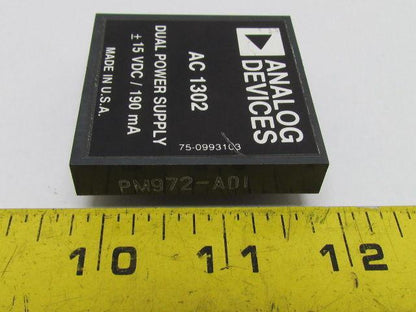 ANALOG
DEVICES
AC 1302
DUAL POWER SUPPLY
± 15 VDC / 190 mA
MADE IN U.S.A.
75-0993103
PM972-A01
10 11 12